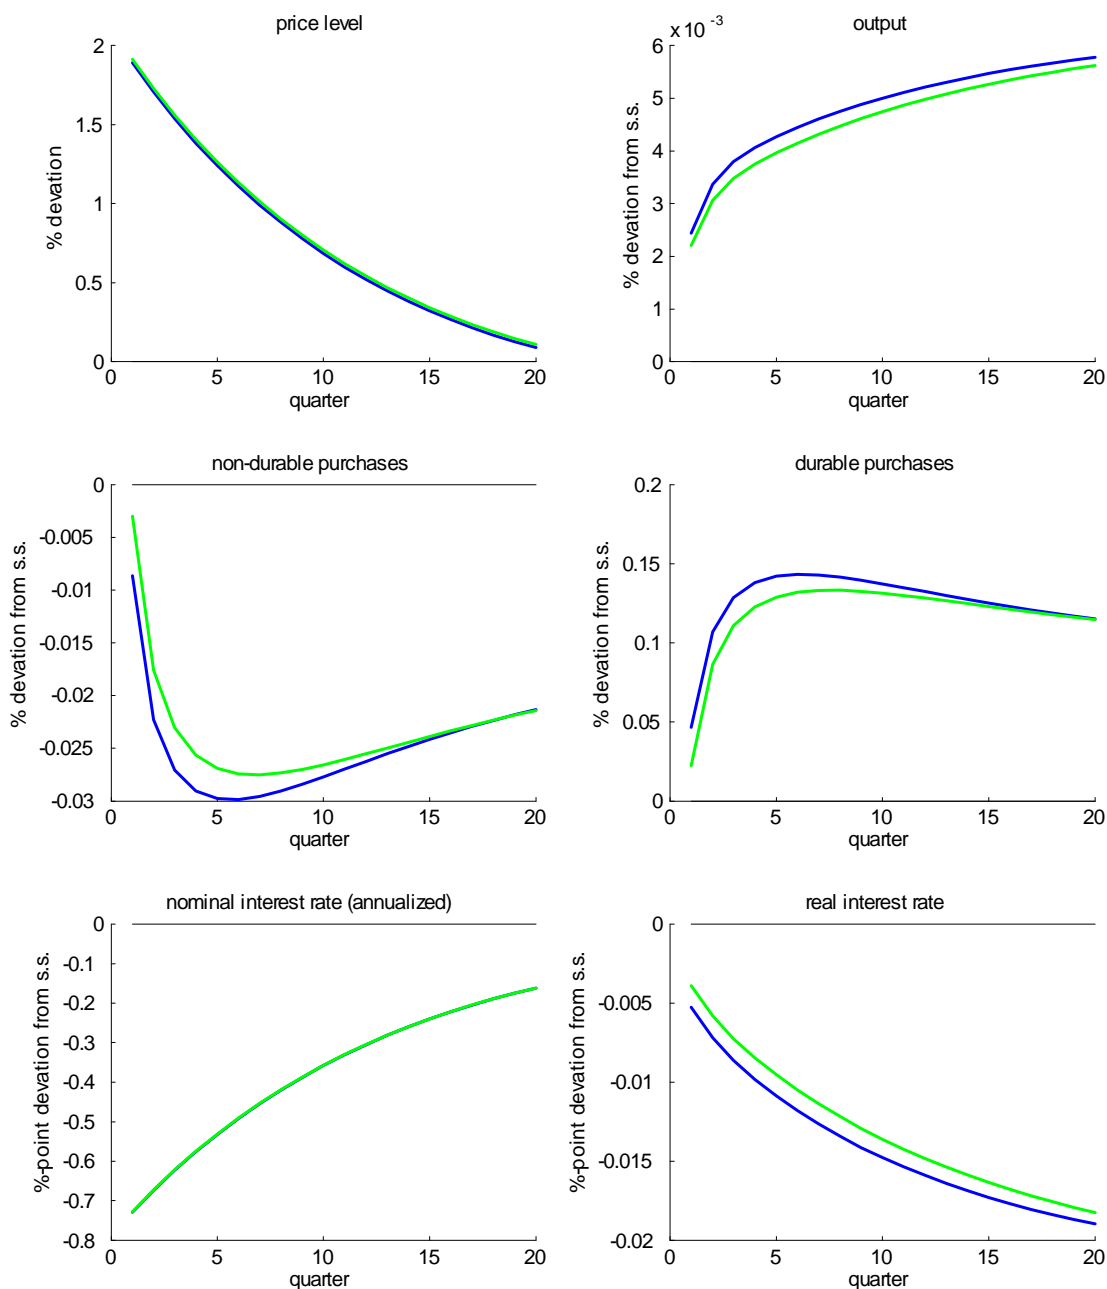 price level
% devation
2
1.5
1
0.5
0
0 5 10 15 20
quarter
output
x 10 -3
% devation from s.s.
6
5
4
3
2
1
0
0 5 10 15 20
quarter
non-durable purchases
% devation from s.s.
0
-0.005
-0.01
-0.015
-0.02
-0.025
-0.03
0 5 10 15 20
quarter
durable purchases
% devation from s.s.
0.2
0.15
0.1
0.05
0
0 5 10 15 20
quarter
nominal interest rate (annualized)
%-point devation from s.s.
0
-0.1
-0.2
-0.3
-0.4
-0.5
-0.6
-0.7
-0.8
0 5 10 15 20
quarter
real interest rate
%-point devation from s.s.
0
-0.005
-0.01
-0.015
-0.02
0 5 10 15 20
quarter